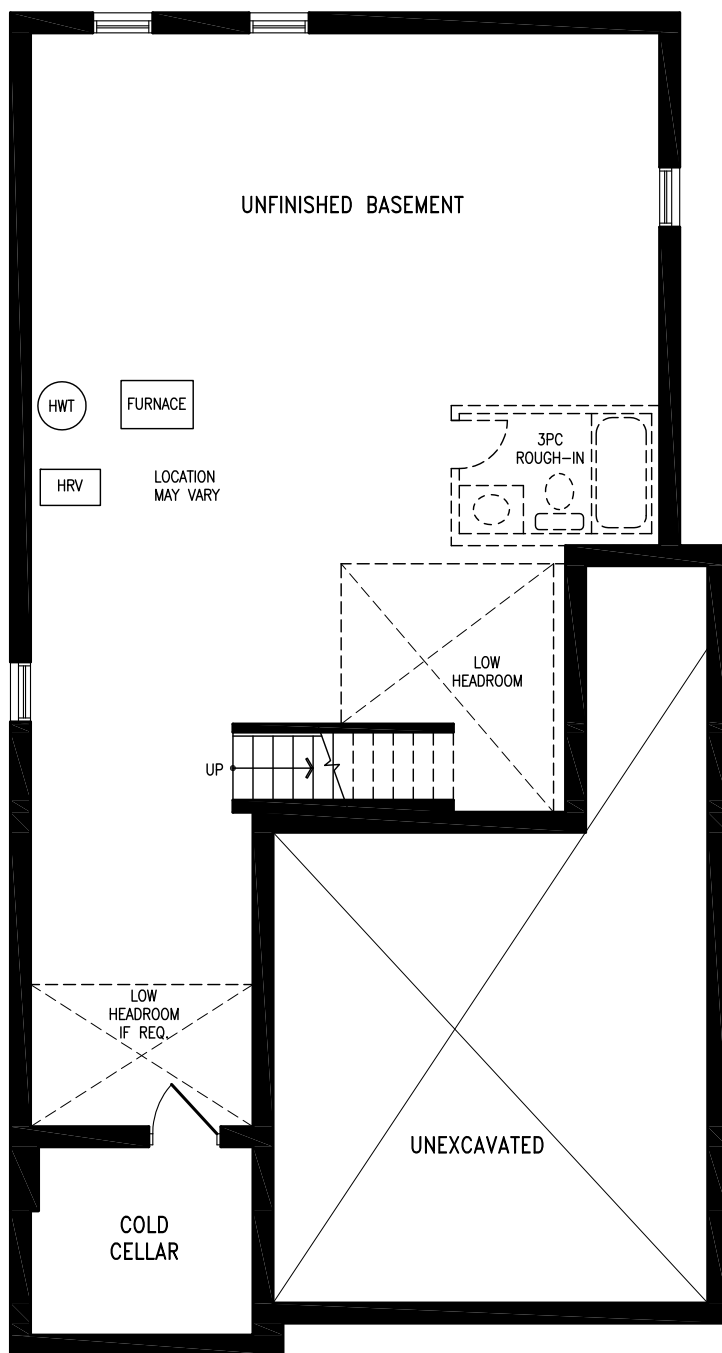 UNFINISHED BASEMENT
HWT
FURNACE
HRV
LOCATION
MAY VARY
3PC
ROUGH-IN
LOW
HEADROOM
UP
LOW
HEADROOM
IF REQ.
UNEXCAVATED
COLD
CELLAR